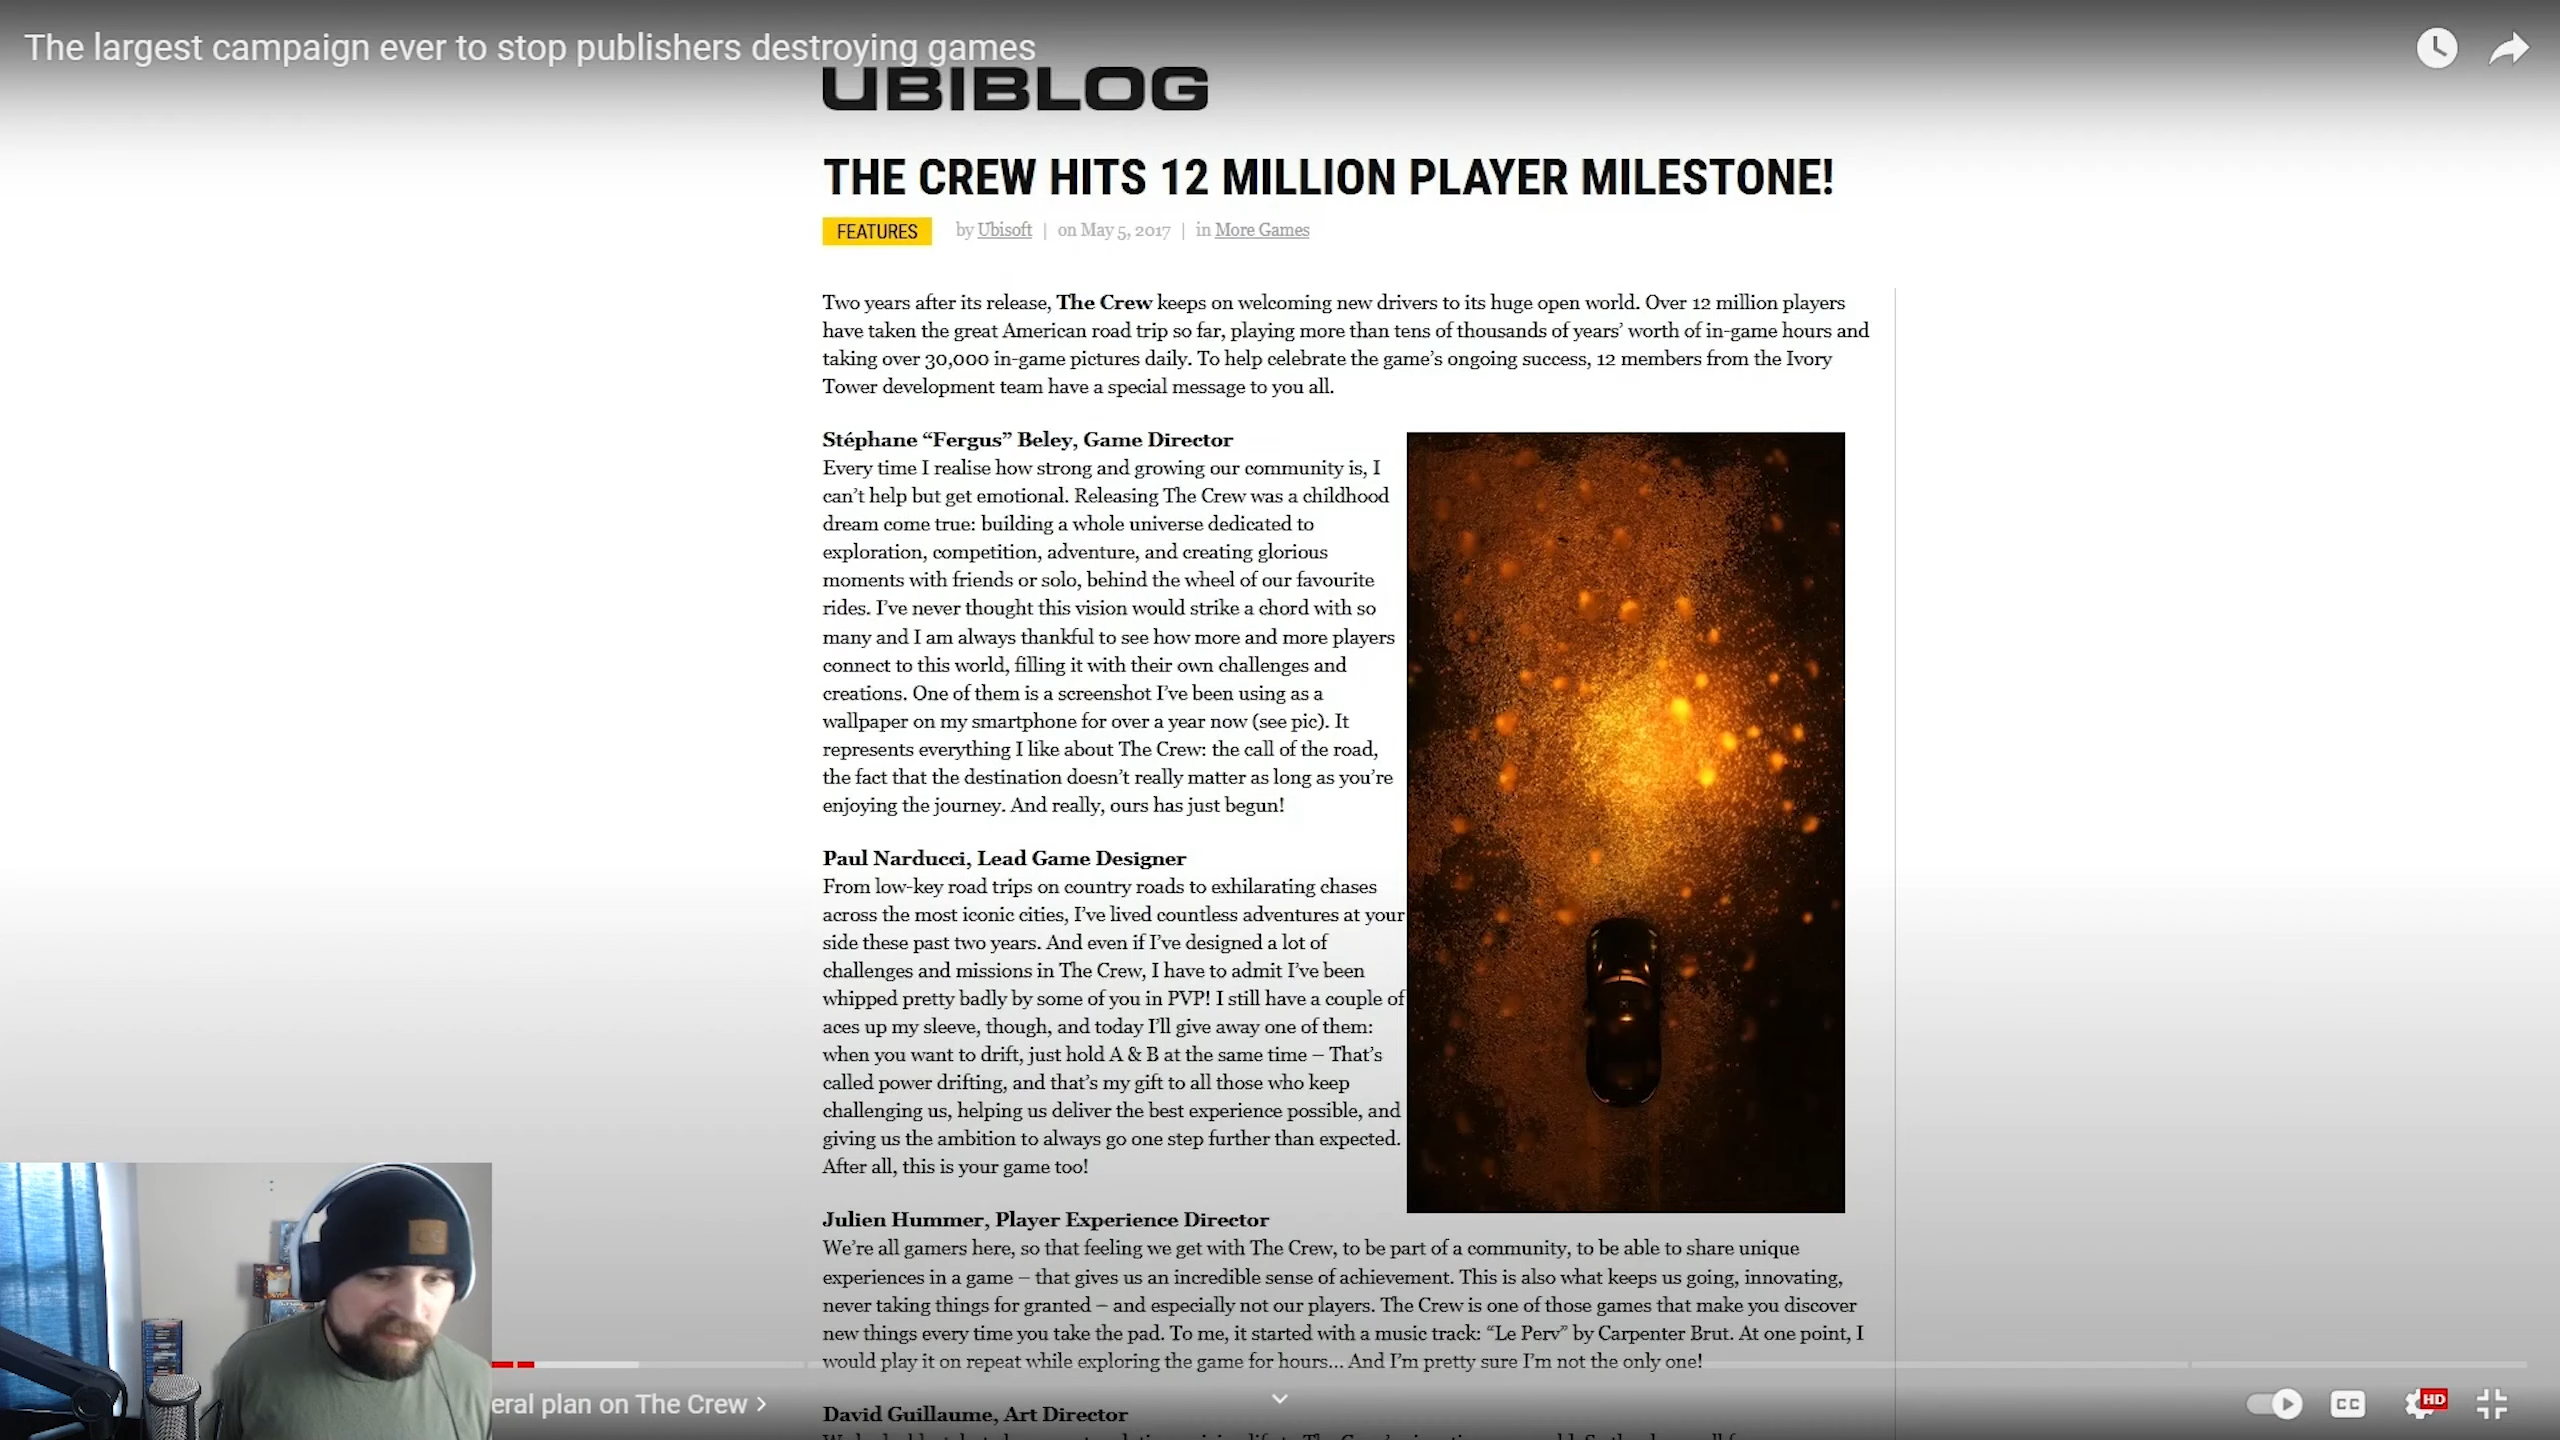 The largest campaign ever to stop publishers destroying games
UBIBLOG
THE CREW HITS 12 MILLION PLAYER MILESTONE!
FEATURES by Ubisoft | on May 5, 2017 | in More Games
Two years after its release, The Crew keeps on welcoming new drivers to its huge open world. Over 12 million players
have taken the great American road trip so far, playing more than tens of thousands of years’ worth of in-game hours and
taking over 30,000 in-game pictures daily. To help celebrate the game’s ongoing success, 12 members from the Ivory
Tower development team have a special message to you all.
Stéphane “Fergus” Beley, Game Director
Every time I realise how strong and growing our community is, I
can’t help but get emotional. Releasing The Crew was a childhood
dream come true: building a whole universe dedicated to
exploration, competition, adventure, and creating glorious
moments with friends or solo, behind the wheel of our favourite
rides. I’ve never thought this vision would strike a chord with so
many and I am always thankful to see how more and more players
connect to this world, filling it with their own challenges and
creations. One of them is a screenshot I’ve been using as a
wallpaper on my smartphone for over a year now (see pic). It
represents everything I like about The Crew: the call of the road,
the fact that the destination doesn’t really matter as long as you’re
enjoying the journey. And really, ours has just begun!
Paul Narducci, Lead Game Designer
From low-key road trips on country roads to exhilarating chases
across the most iconic cities, I’ve lived countless adventures at your
side these past two years. And even if I’ve designed a lot of
challenges and missions in The Crew, I have to admit I’ve been
whipped pretty badly by some of you in PVP! I still have a couple of
aces up my sleeve, though, and today I’ll give away one of them:
when you want to drift, just hold A & B at the same time – That’s
called power drifting, and that’s my gift to all those who keep
challenging us, helping us deliver the best experience possible, and
giving us the ambition to always go one step further than expected.
After all, this is your game too!
Julien Hummer, Player Experience Director
We’re all gamers here, so that feeling we get with The Crew, to be part of a community, to be able to share unique
experiences in a game – that gives us an incredible sense of achievement. This is also what keeps us going, innovating,
never taking things for granted – and especially not our players. The Crew is one of those games that make you discover
new things every time you take the pad. To me, it started with a music track: “Le Perv” by Carpenter Brut. At one point, I
would play it on repeat while exploring the game for hours... And I’m pretty sure I’m not the only one!
eral plan on The Crew >
David Guillaume, Art Director
CC
HD